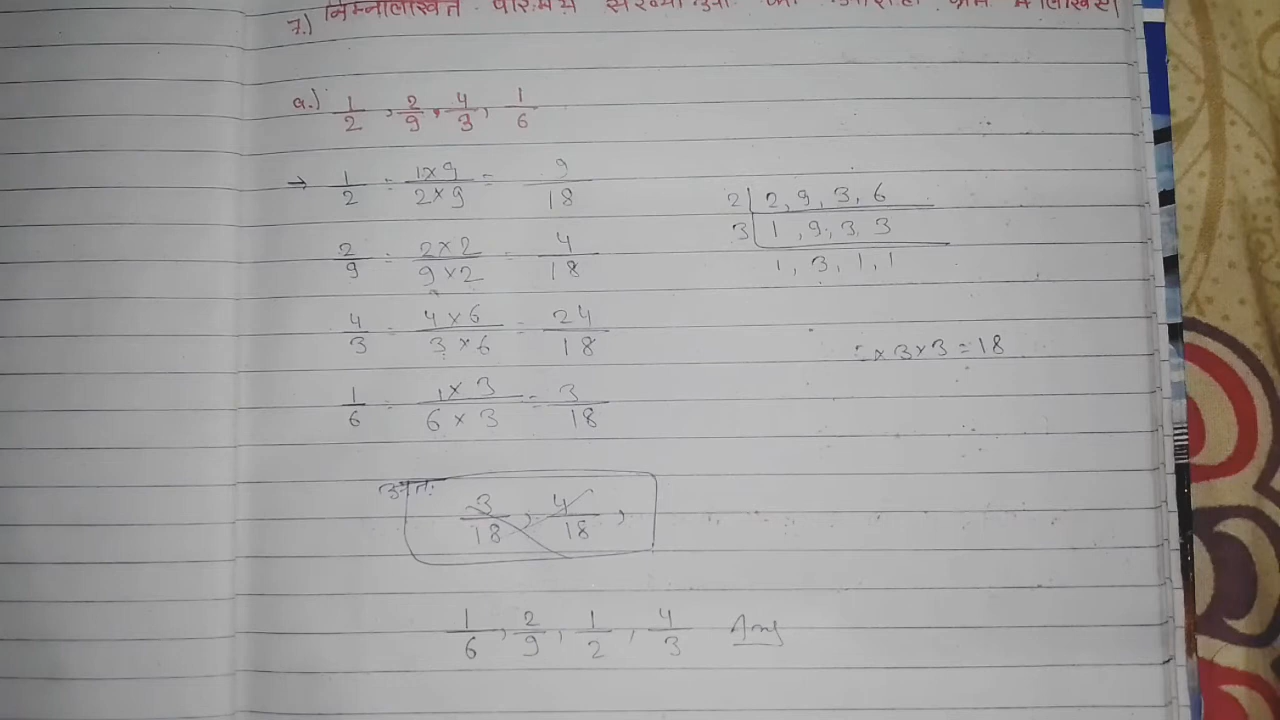 7.) निम्नलिखित परिमेय संख्याओं को आरोही क्रम में लिखिए।
a.) 1/2, 2/9, 4/3, 1/6
→ 1/2 = 1×9/2×9 = 9/18
2/9 = 2×2/9×2 = 4/18
4/3 = 4×6/3×6 = 24/18
1/6 = 1×3/6×3 = 3/18
2 | 2, 9, 3, 6
3 | 1, 9, 3, 3
1, 3, 1, 1
× 3×3 = 18
अतः
3/18, 4/18,
1/6, 2/9, 1/2, 4/3 Ans